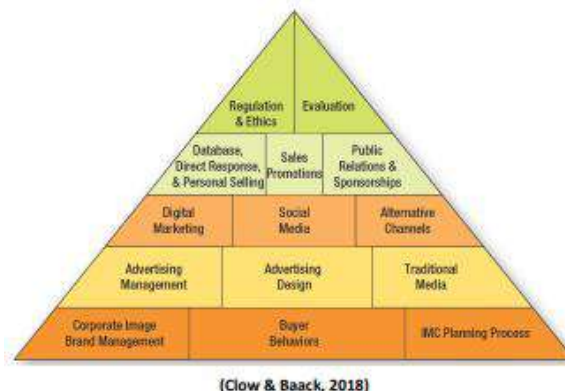 Regulation & Ethics
Evaluation
Database, Direct Response, & Personal Selling
Sales Promotions
Public Relations & Sponsorships
Digital Marketing
Social Media
Alternative Channels
Advertising Management
Advertising Design
Traditional Media
Corporate Image Brand Management
Buyer Behaviors
IMC Planning Process
(Clow & Baack, 2018)